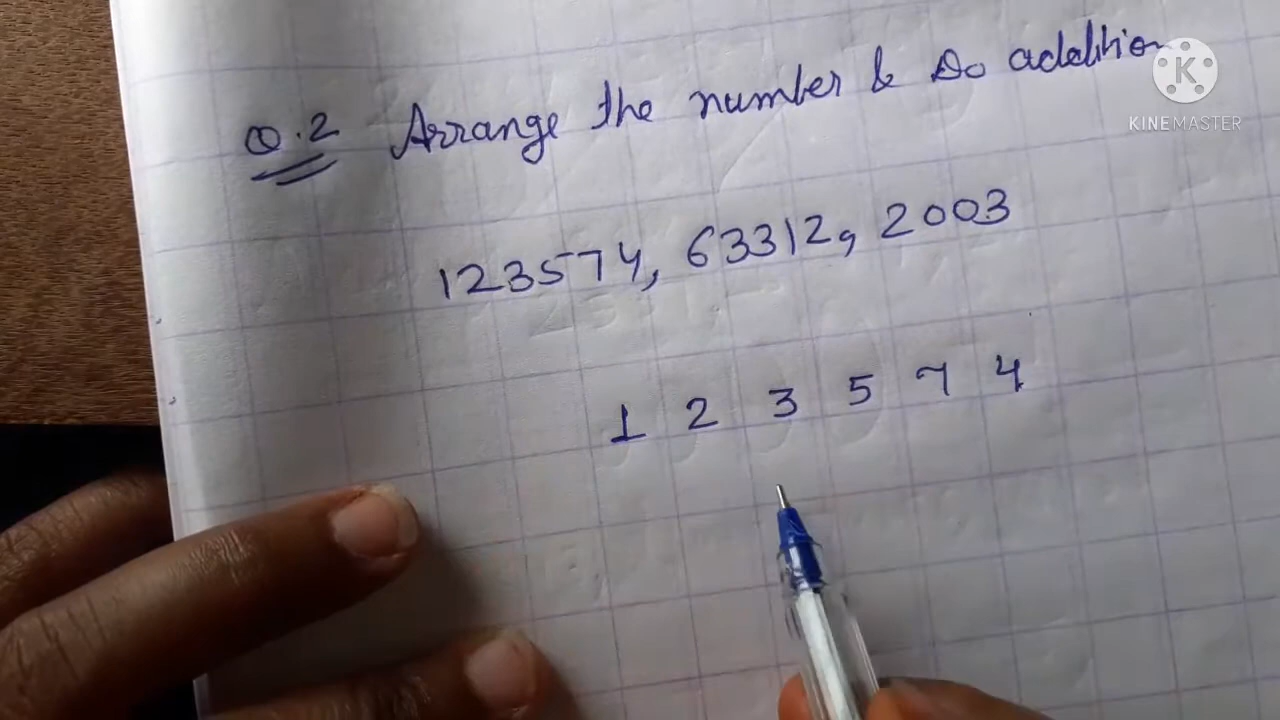 Q.2 Arrange the number & Do addition
K
KINEMASTER
123574, 63312, 2003
1 2 3 5 7 4